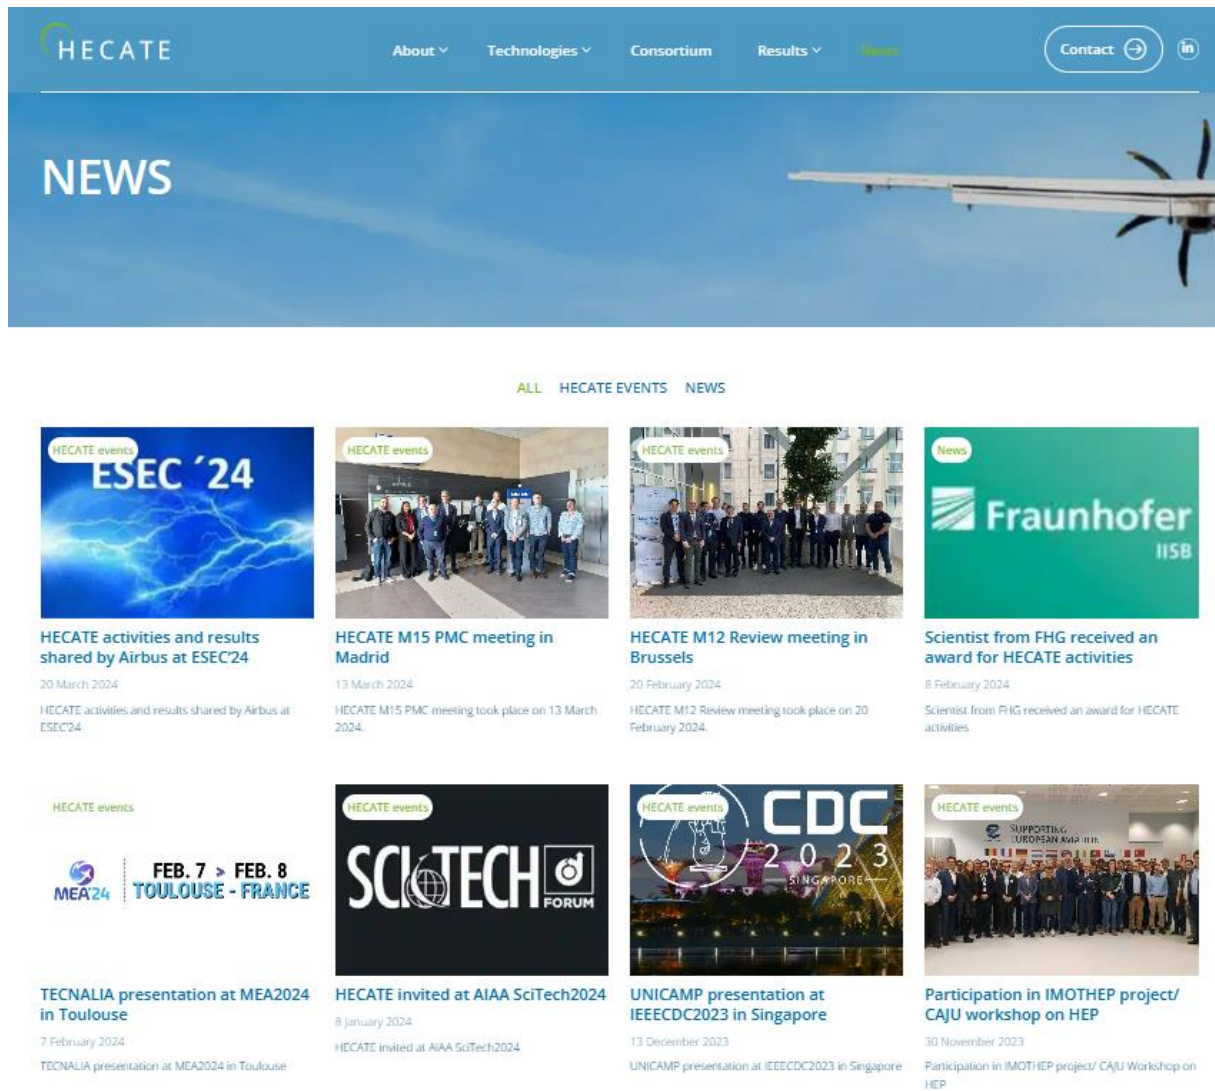 HECATE
About
Technologies
Consortium
Results
News
Contact
in
NEWS
ALL
HECATE EVENTS
NEWS
HECATE events
ESEC ´24
HECATE activities and results
shared by Airbus at ESEC'24
20 March 2024
HECATE activities and results shared by Airbus at
ESEC'24
HECATE events
HECATE M15 PMC meeting in
Madrid
13 March 2024
HECATE M15 PMC meeting took place on 13 March
2024.
HECATE events
HECATE M12 Review meeting in
Brussels
20 February 2024
HECATE M12 Review meeting took place on 20
February 2024.
News
Fraunhofer
IISB
Scientist from FHG received an
award for HECATE activities
8 February 2024
Scientist from FHG received an award for HECATE
activities
HECATE events
MEA'24
FEB. 7 > FEB. 8
TOULOUSE - FRANCE
TECNALIA presentation at MEA2024
in Toulouse
7 February 2024
TECNALIA presentation at MEA2024 in Toulouse
HECATE events
SCITECH
FORUM
HECATE invited at AIAA SciTech2024
8 January 2024
HECATE invited at AIAA SciTech2024
HECATE events
CDC
2023
SINGAPORE
UNICAMP presentation at
IEEECDC2023 in Singapore
13 December 2023
UNICAMP presentation at IEEECDC2023 in Singapore
HECATE events
SUPPORTING
EUROPEAN AVIATION
Participation in IMOTHEP project/
CAJU workshop on HEP
30 November 2023
Participation in IMOTHEP project/ CAJU Workshop on
HEP